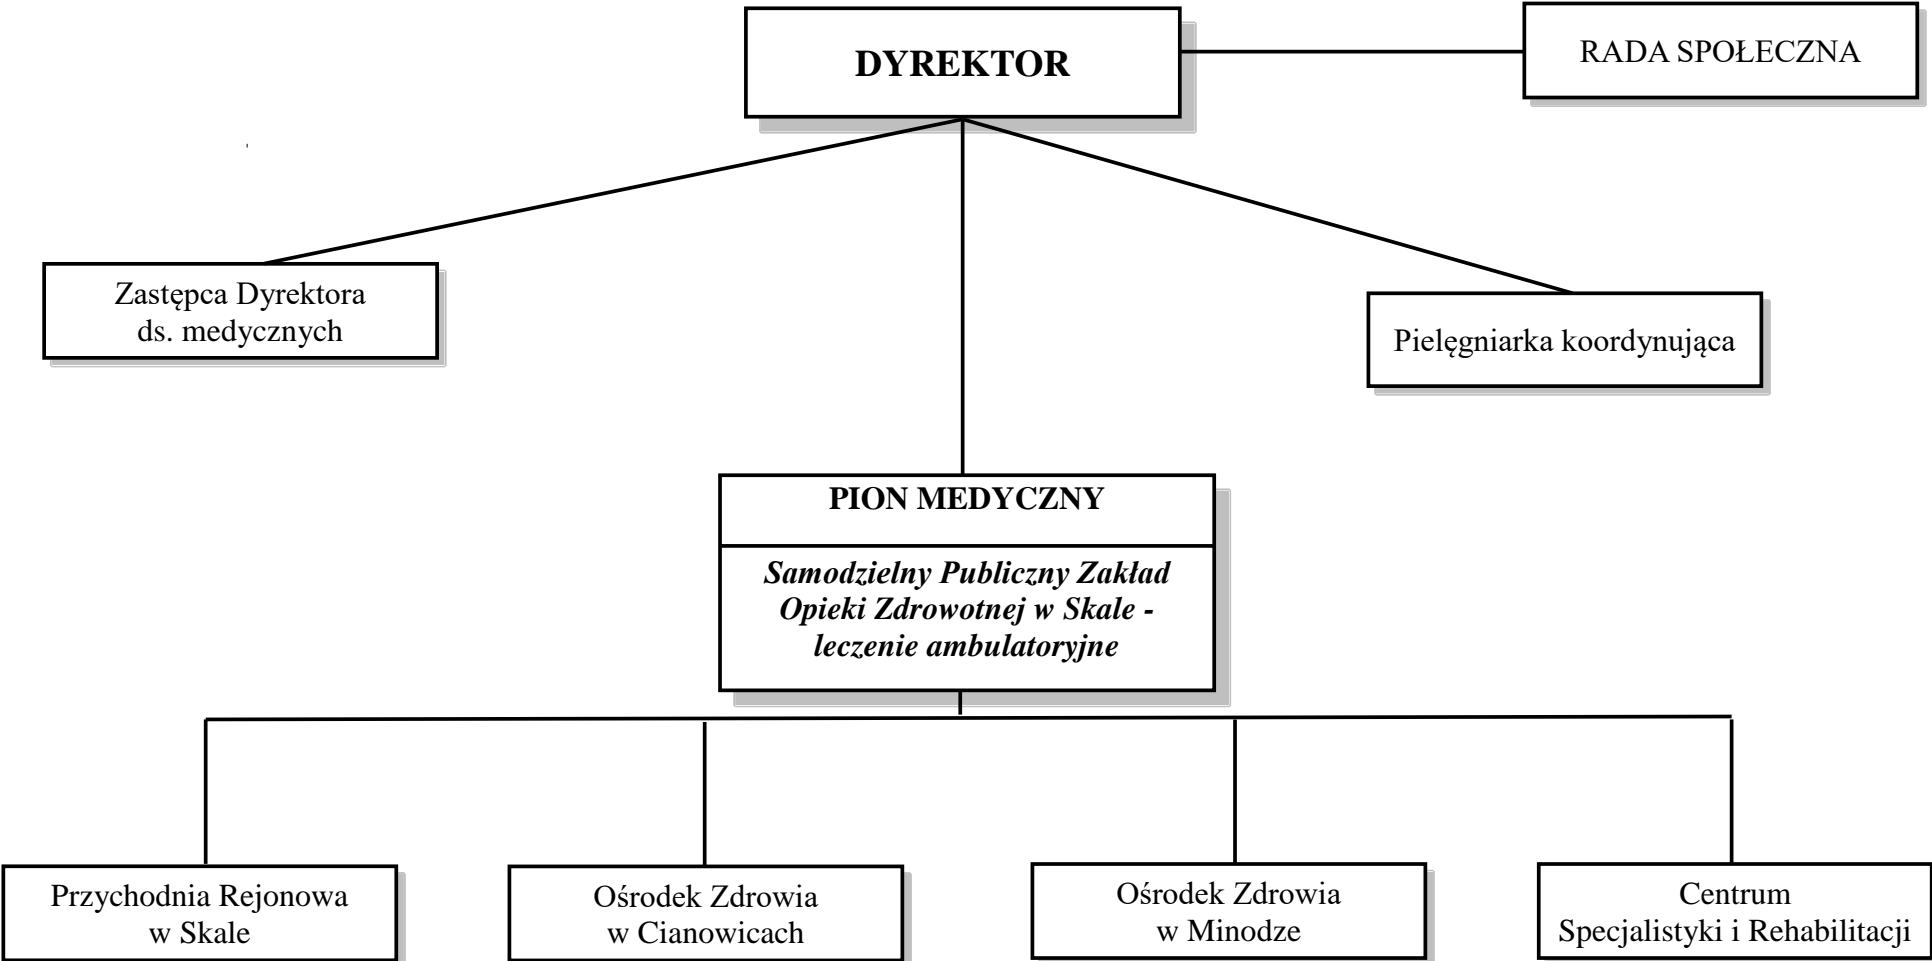 DYREKTOR
RADA SPOŁECZNA
Zastępca Dyrektora
ds. medycznych
Pielęgniarka koordynująca
PION MEDYCZNY
Samodzielny Publiczny Zakład
Opieki Zdrowotnej w Skale -
leczenie ambulatoryjne
Przychodnia Rejonowa
w Skale
Ośrodek Zdrowia
w Cianowicach
Ośrodek Zdrowia
w Minodze
Centrum
Specjalistyki i Rehabilitacji